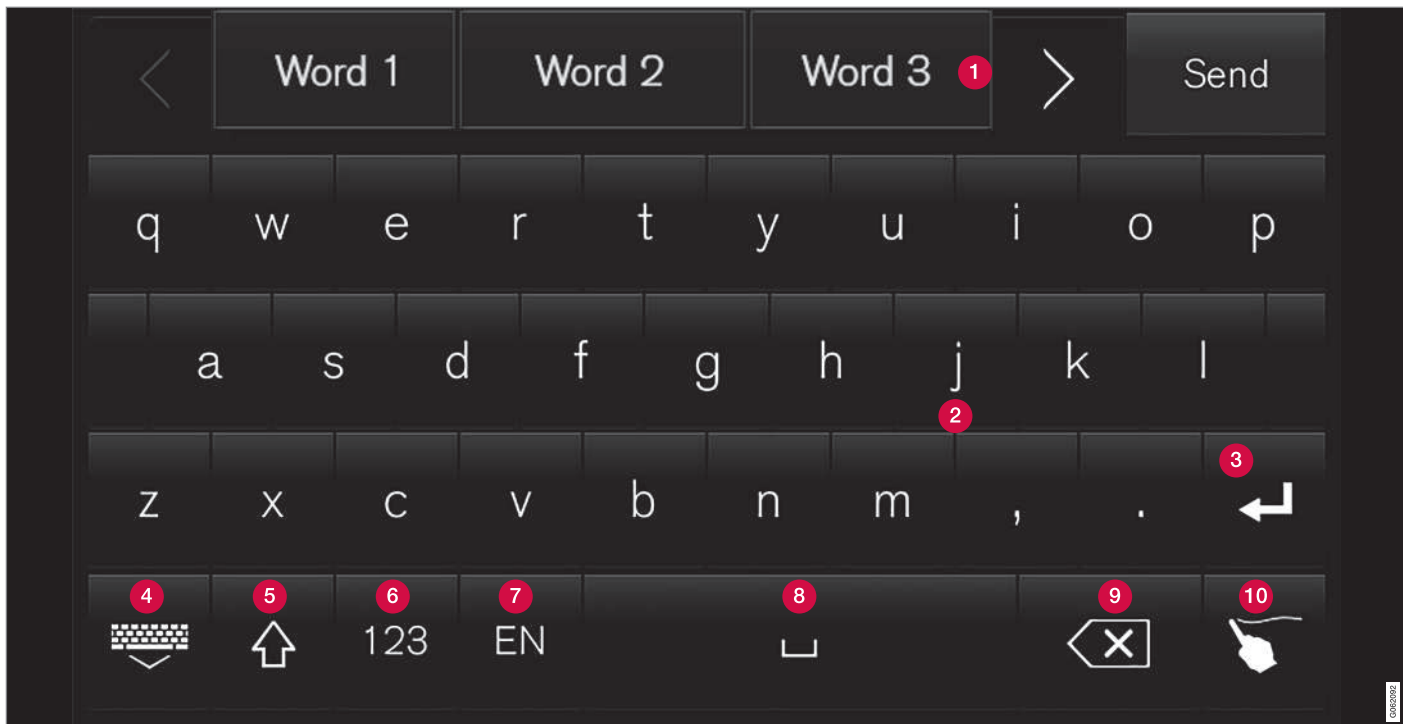 Word 1 Word 2 Word 3 1 Send
q w e r t y u i o p
a s d f g h j k l
2
3
z x c v b n m , .
4 5 6 7 8 9 10
123 EN
G062092